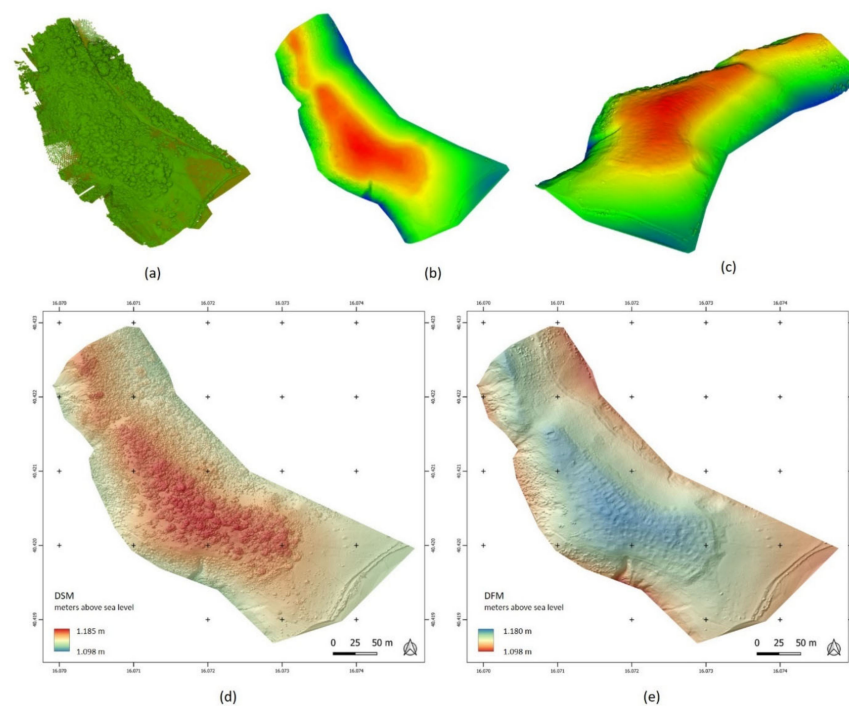 (a)
(b)
(c)
16.070 16.071 16.072 16.073 16.074
40.423
40.422
40.421
40.420
40.419
DSM
meters above sea level
1.185 m
1.098 m
0 25 50 m
(d)
16.070 16.071 16.072 16.073 16.074
40.423
40.422
40.421
40.420
40.419
DFM
meters above sea level
1.180 m
1.098 m
0 25 50 m
(e)